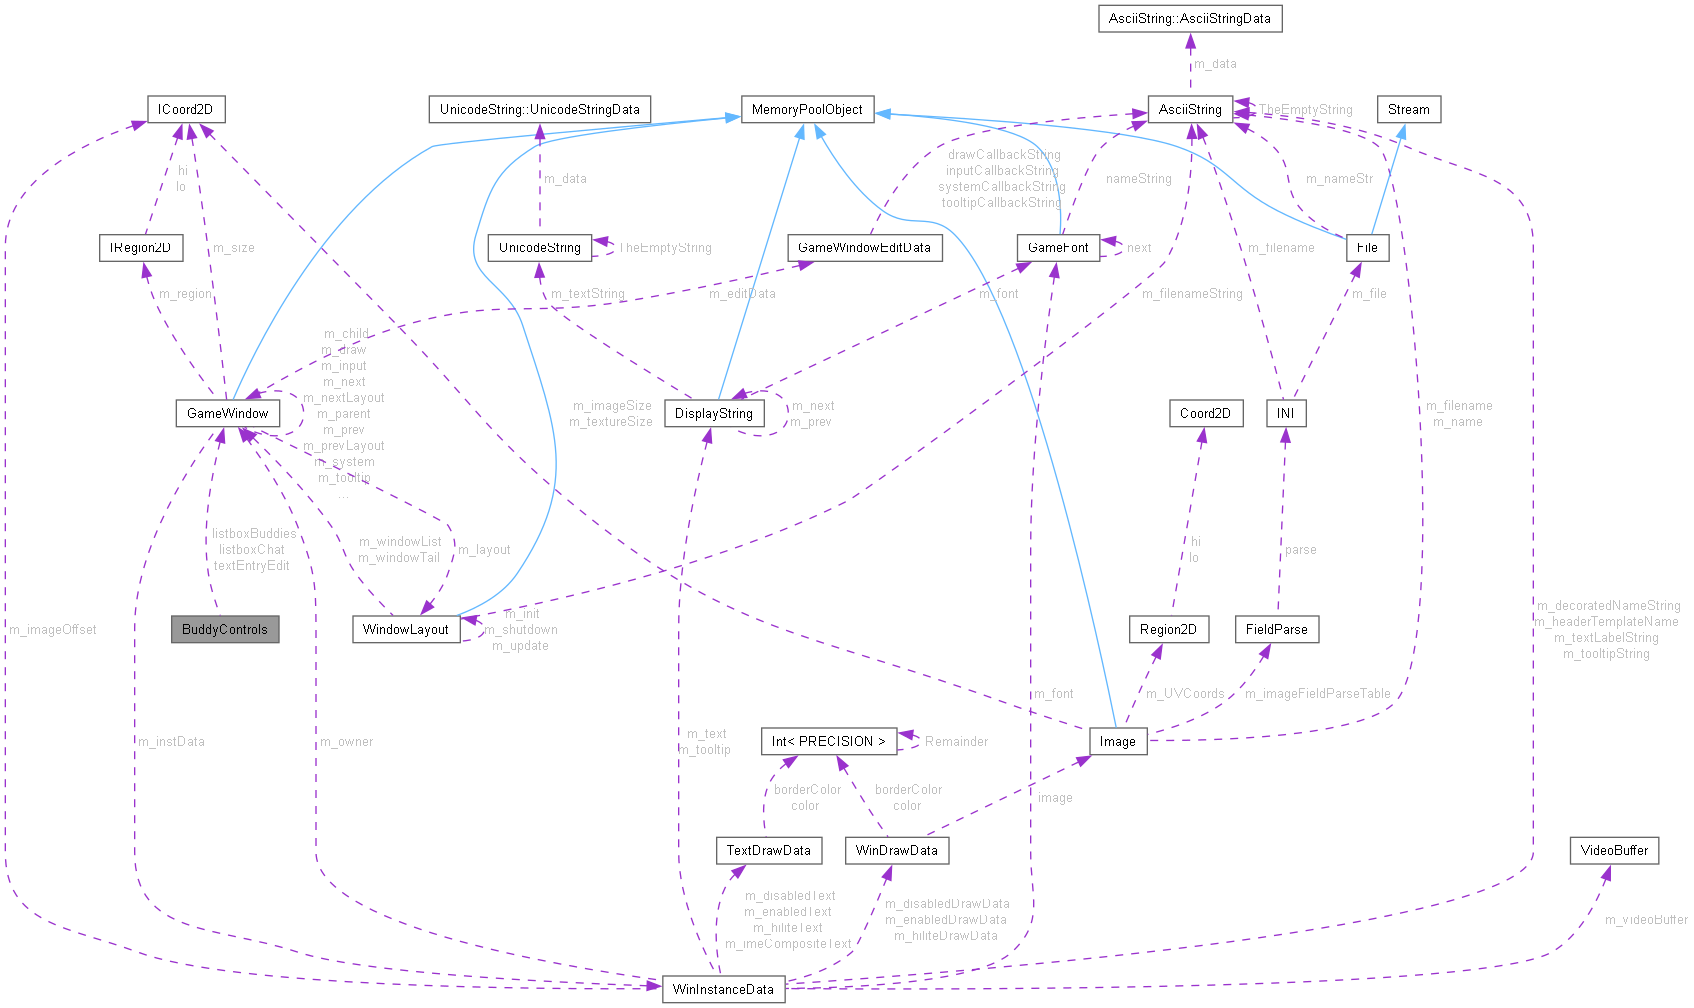 AsciiString::AsciiStringData
m_data
ICoord2D
UnicodeString::UnicodeStringData
MemoryPoolObject
AsciiString
TheEmptyString
Stream
hi
lo
m_data
drawCallbackString
inputCallbackString
systemCallbackString
tooltipCallbackString
nameString
m_nameStr
IRegion2D
m_size
UnicodeString
TheEmptyString
GameWindowEditData
GameFont
next
m_filename
File
m_region
m_textString
m_editData
m_font
m_filenameString
m_file
m_child
m_draw
m_input
m_next
m_nextLayout
m_parent
m_prev
m_prevLayout
m_system
m_tooltip
...
GameWindow
m_imageSize
m_textureSize
DisplayString
m_next
m_prev
Coord2D
INI
m_filename
m_name
listboxBuddies
listboxChat
textEntryEdit
m_windowList
m_windowTail
m_layout
hi
lo
parse
m_imageOffset
BuddyControls
WindowLayout
m_init
m_shutdown
m_update
Region2D
FieldParse
m_decoratedNameString
m_headerTemplateName
m_textLabelString
m_tooltipString
m_font
m_UVCoords
m_imageFieldParseTable
m_instData
m_owner
m_text
m_tooltip
Int< PRECISION >
Remainder
Image
borderColor
color
borderColor
color
image
TextDrawData
WinDrawData
VideoBuffer
m_disabledText
m_enabledText
m_hiliteText
m_imeCompositeText
m_disabledDrawData
m_enabledDrawData
m_hiliteDrawData
m_videoBuffer
WinInstanceData